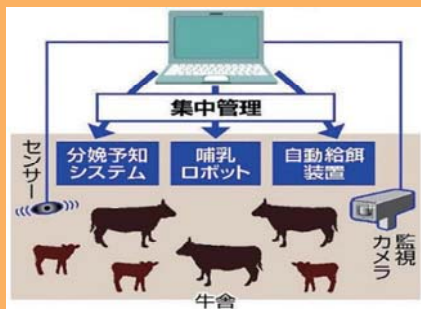 集中管理
センサー
分娩予知
システム
哺乳
ロボット
自動給餌
装置
監視
カメラ
牛舎